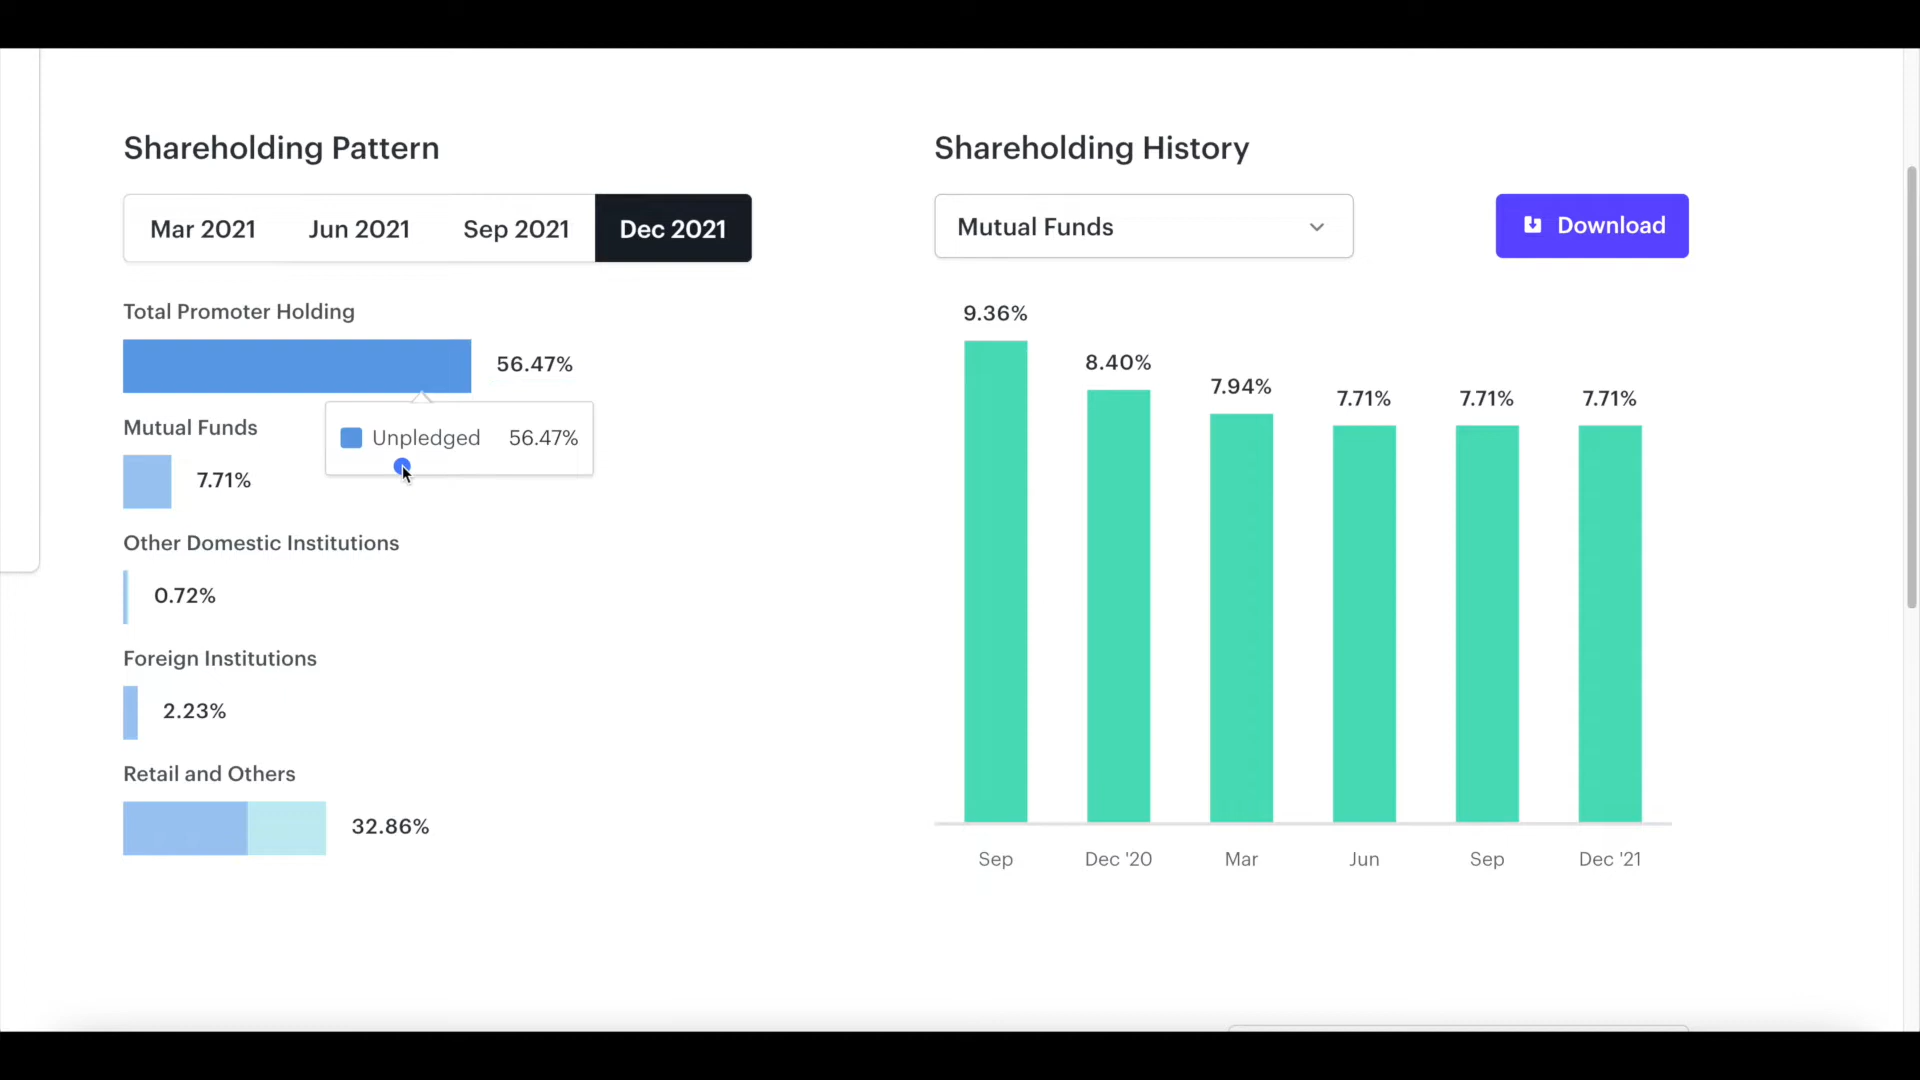 Shareholding Pattern
Mar 2021 Jun 2021 Sep 2021 Dec 2021
Total Promoter Holding
56.47%
Unpledged 56.47%
Mutual Funds
7.71%
Other Domestic Institutions
0.72%
Foreign Institutions
2.23%
Retail and Others
32.86%
Shareholding History
Mutual Funds
Download
9.36% 8.40% 7.94% 7.71% 7.71% 7.71%
Sep Dec '20 Mar Jun Sep Dec '21